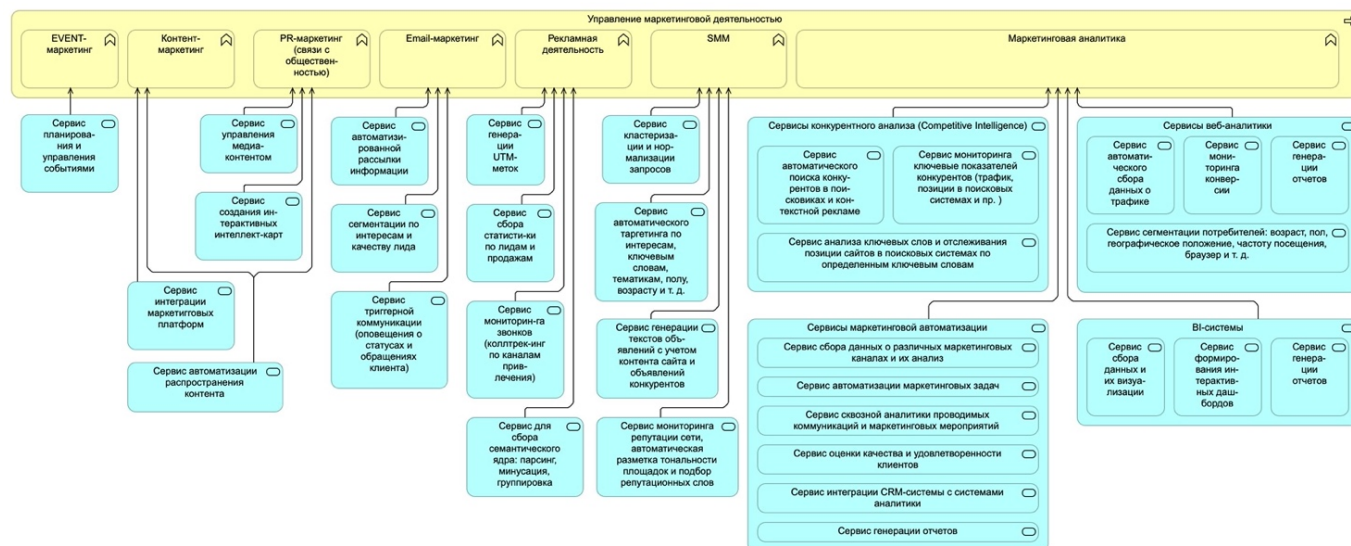 Управление маркетинговой деятельностью
EVENT-
маркетинг
Контент-
маркетинг
PR-маркетинг
(связи с
обществен-
ностью)
Email-маркетинг
Рекламная
деятельность
SMM
Маркетинговая аналитика
Сервис
планирова-
ния и
управления
событиями
Сервис
управления
медиа-
контентом
Сервис
создания ин-
терактивных
интеллект-карт
Сервис
интеграции
маркетигговых
платформ
Сервис автоматизации
распространения
контента
Сервис
автоматизи-
рованной
рассылки
информации
Сервис
сегментации по
интересам и
качеству лида
Сервис
триггерной
коммуникации
(оповещения о
статусах и
обращениях
клиента)
Сервис
генера-
ции
UTM-
меток
Сервис
сбора
статисти-ки
по лидам и
продажам
Сервис
мониторин-га
звонков
(коллтрек-инг
по каналам
прив-
лечения)
Сервис для
сбора
семантического
ядра: парсинг,
минусация,
группировка
Сервис
кластериза-
ции и нор-
мализации
запросов
Сервис
автоматического
таргетинга по
интересам,
ключевым
словам,
тематикам, полу,
возрасту и т. д.
Сервис генерации
текстов объ-
явлений с учетом
контента сайта и
объявлений
конкурентов
Сервис мониторинга
репутации сети,
автоматическая
разметка тональности
площадок и подбор
репутационных слов
Сервисы конкурентного анализа (Competitive Intelligence)
Сервис
автоматического
поиска конку-
рентов в пои-
сковиках и кон-
текстной рекламе
Сервис мониторинга
ключевые показателей
конкурентов (трафик,
позиции в поисковых
системах и пр. )
Сервис анализа ключевых слов и отслеживания
позиции сайтов в поисковых системах по
определенным ключевым словам
Сервисы маркетинговой автоматизации
Сервис сбора данных о различных маркетинговых
каналах и их анализ
Сервис автоматизации маркетинговых задач
Сервис сквозной аналитики проводимых
коммуникаций и маркетинговых мероприятий
Сервис оценки качества и удовлетворенности
клиентов
Сервис интеграции CRM-системы с системами
аналитики
Сервис генерации отчетов
Сервисы веб-аналитики
Сервис
автомати-
ческого
сбора
данных о
трафике
Сервис
мони-
торинга
конвер-
сии
Сервис
генера-
ции
отчетов
Сервис сегментации потребителей: возраст, пол,
географическое положение, частоту посещения,
браузер и т. д.
BI-системы
Сервис
сбора
данных и
их визуа-
лизации
Сервис
формиро-
вания ин-
терактив-
ных даш-
бордов
Сервис
генера-
ции
отчетов